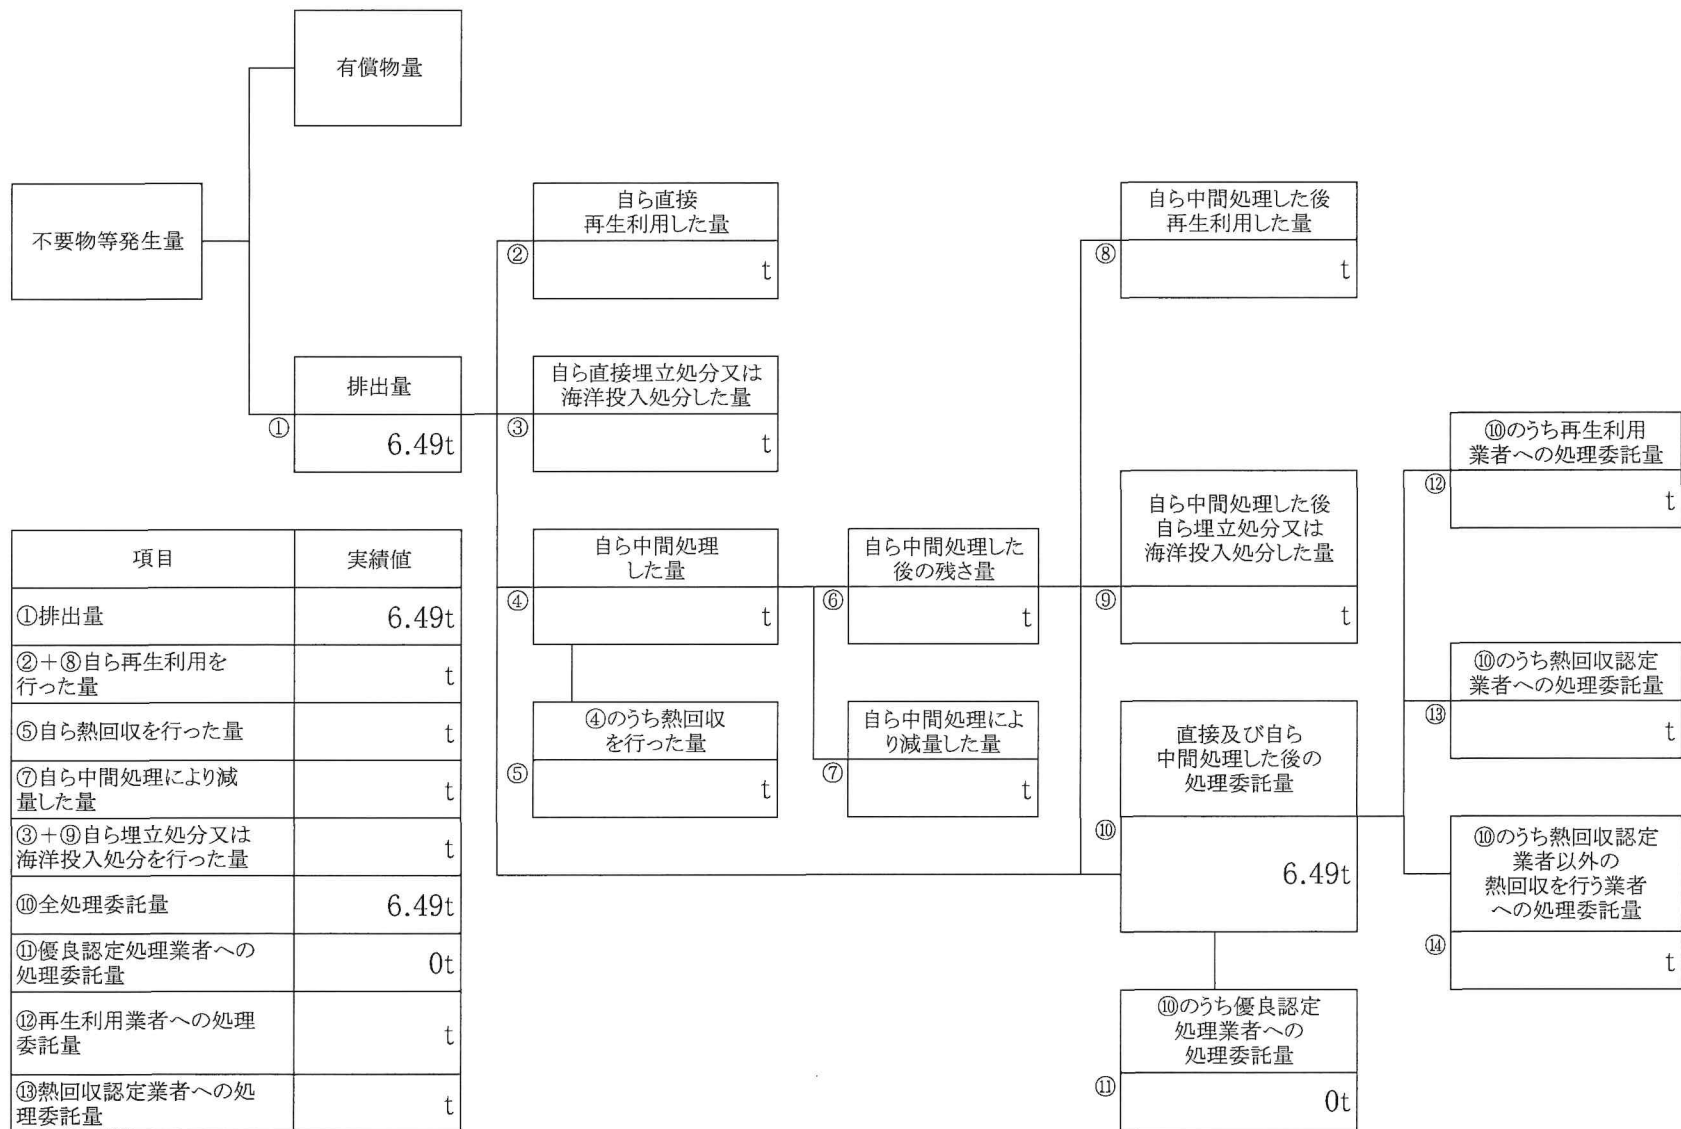 有償物量
不要物等発生量
排出量
①
6.49t
自ら直接
再生利用した量
②
t
自ら直接埋立処分又は
海洋投入処分した量
③
t
自ら中間処理
した量
④
t
④のうち熱回収
を行った量
⑤
t
自ら中間処理した
後の残さ量
⑥
t
自ら中間処理によ
り減量した量
⑦
t
自ら中間処理した後
再生利用した量
⑧
t
自ら中間処理した後
自ら埋立処分又は
海洋投入処分した量
⑨
t
直接及び自ら
中間処理した後の
処理委託量
⑩
6.49t
⑩のうち優良認定
処理業者への
処理委託量
⑪
0t
⑩のうち再生利用
業者への処理委託量
⑫
t
⑩のうち熱回収認定
業者への処理委託量
⑬
t
⑩のうち熱回収認定
業者以外の
熱回収を行う業者
への処理委託量
⑭
t
項目 実績値
①排出量 6.49t
②+⑧自ら再生利用を
行った量 t
⑤自ら熱回収を行った量 t
⑦自ら中間処理により減
量した量 t
③+⑨自ら埋立処分又は
海洋投入処分を行った量 t
⑩全処理委託量 6.49t
⑪優良認定処理業者への
処理委託量 0t
⑫再生利用業者への処理
委託量 t
⑬熱回収認定業者への処
理委託量 t